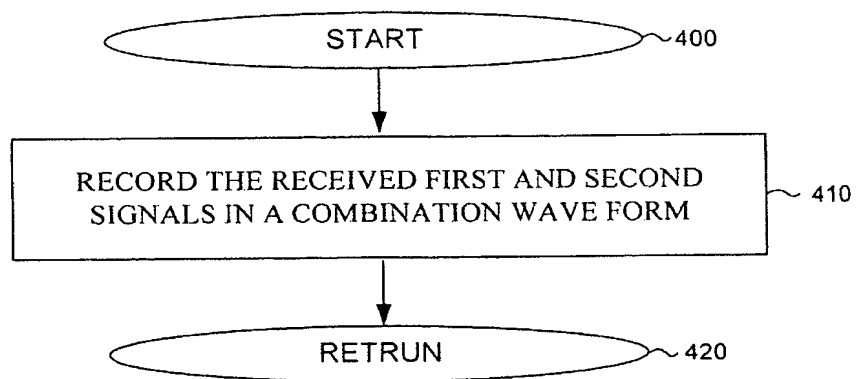 START
400
RECORD THE RECEIVED FIRST AND SECOND
SIGNALS IN A COMBINATION WAVE FORM
410
RETRUN
420